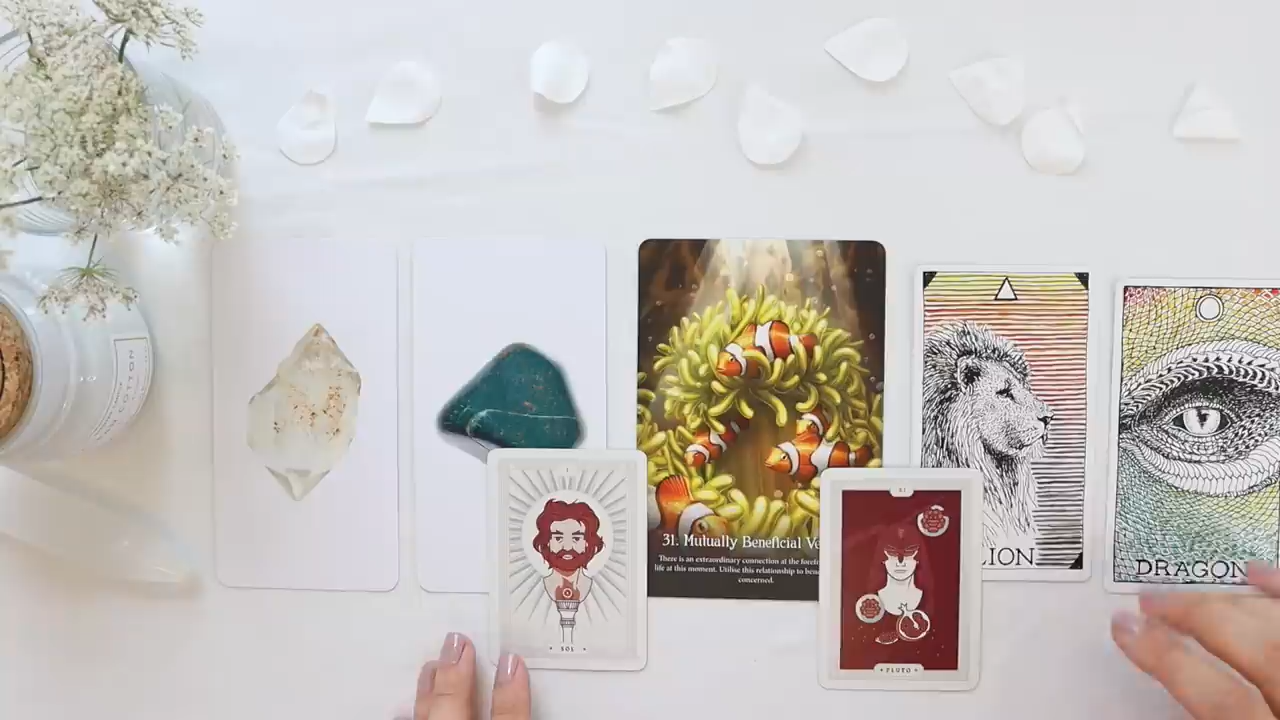 COTTON
31. Mutually Beneficial Ve
There is an extraordinary connection at the forefr
life at this moment. Utilise this relationship to bene
concerned.
LION
DRAGON
I
SOL
PLUTO